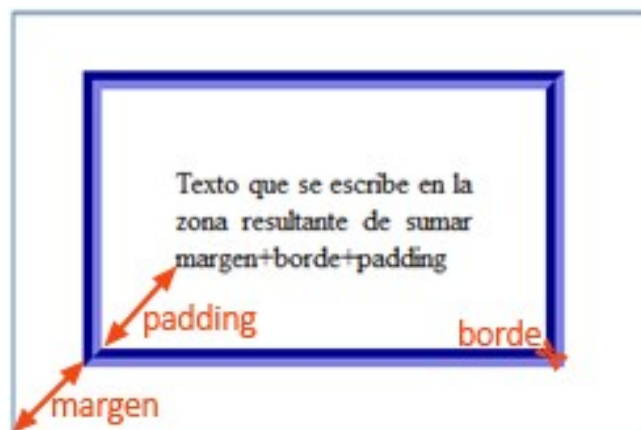 Texto que se escribe en la
zona resultante de sumar
margen+borde+padding
padding
borde
margen